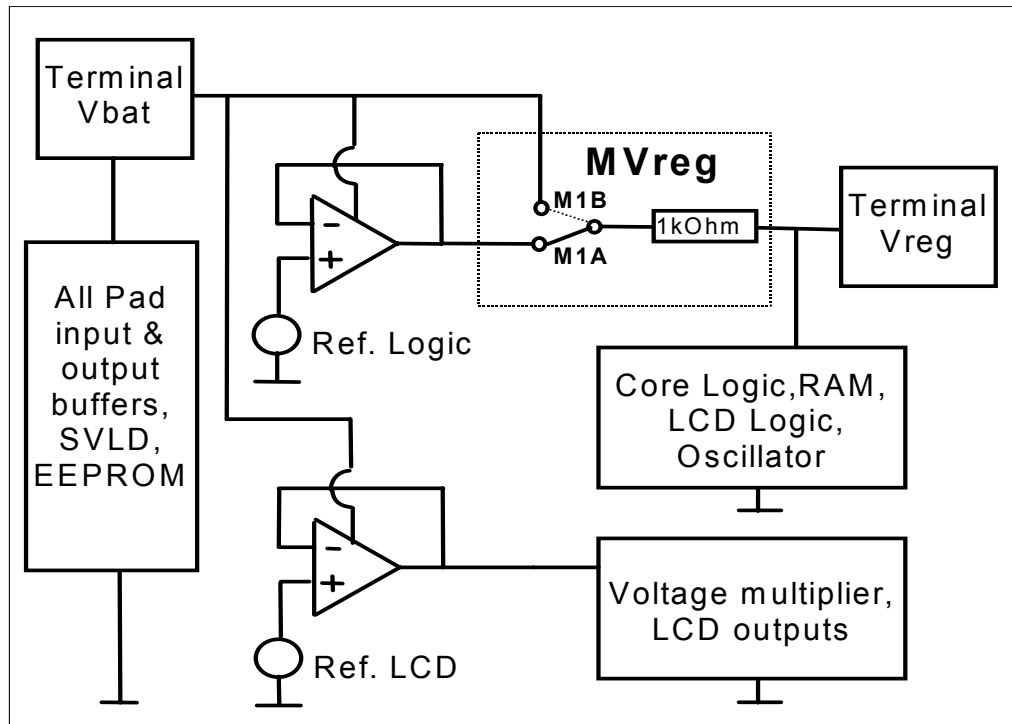 Terminal
Vbat
MVreg
M1B
1kOhm
M1A
Terminal
Vreg
-
+
Ref. Logic
All Pad
input &
output
buffers,
SVLD,
EEPROM
Core Logic,RAM,
LCD Logic,
Oscillator
-
+
Ref. LCD
Voltage multiplier,
LCD outputs